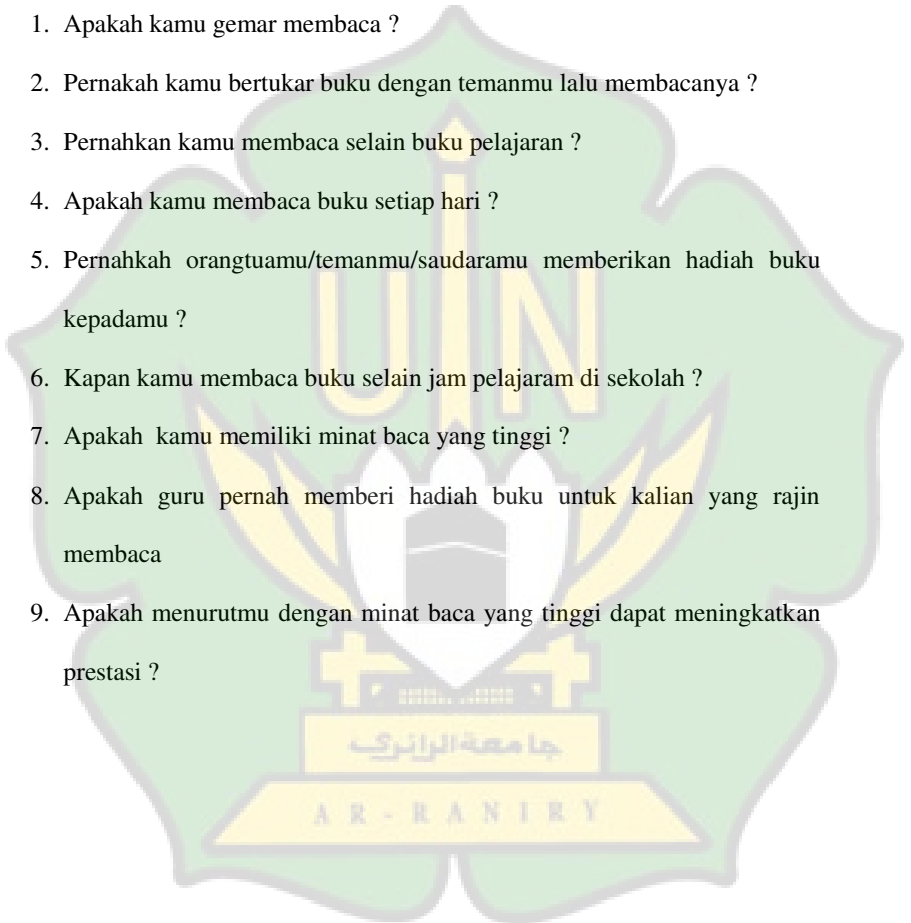 1. Apakah kamu gemar membaca ?
2. Pernakah kamu bertukar buku dengan temanmu lalu membacanya ?
3. Pernahkan kamu membaca selain buku pelajaran ?
4. Apakah kamu membaca buku setiap hari ?
5. Pernahkah orangtuamu/temanmu/saudaramu memberikan hadiah buku
kepadamu ?
6. Kapan kamu membaca buku selain jam pelajaram di sekolah ?
7. Apakah kamu memiliki minat baca yang tinggi ?
8. Apakah guru pernah memberi hadiah buku untuk kalian yang rajin
membaca
9. Apakah menurutmu dengan minat baca yang tinggi dapat meningkatkan
prestasi ?
UIN
جامعة الرانري
AR-RANIRY